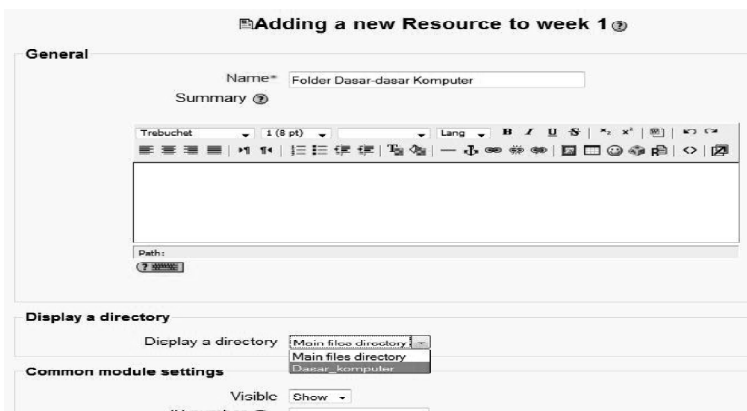 Adding a new Resource to week 1
General
Name* Folder Dasar-dasar Komputer
Summary
Trebuchet 1 (8 pt) Lang B I U S
Path:
Display a directory
Display a directory Main files directory
Main files directory
Dasar_komputer
Common module settings
Visible Show